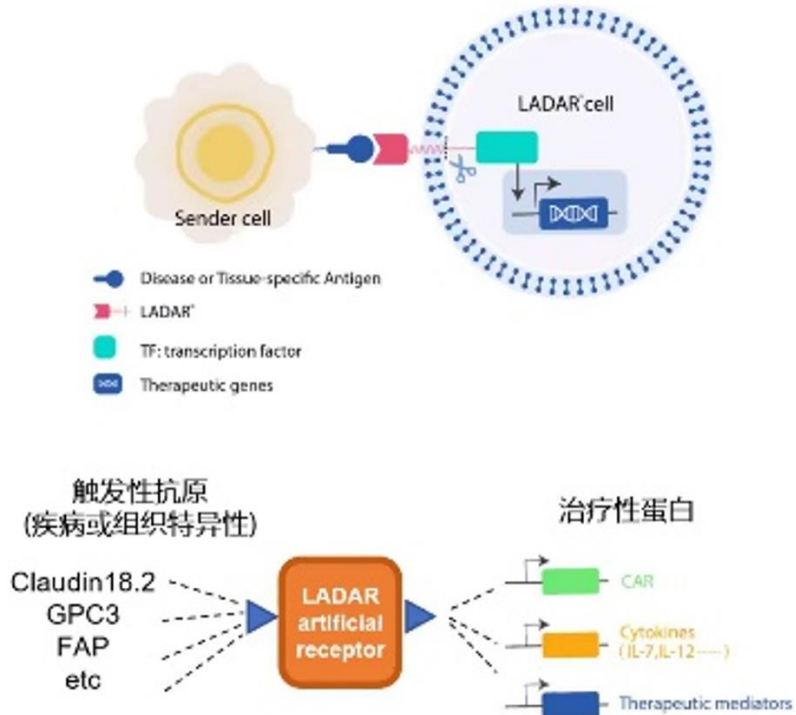 LADAR®cell
Sender cell
Disease or Tissue-specific Antigen
LADAR®
TF: transcription factor
Therapeutic genes
触发性抗原
(疾病或组织特异性)
治疗性蛋白
Claudin18.2
GPC3
FAP
etc
LADAR
artificial
receptor
CAR
Cytokines
(IL-7,IL-12······)
Therapeutic mediators